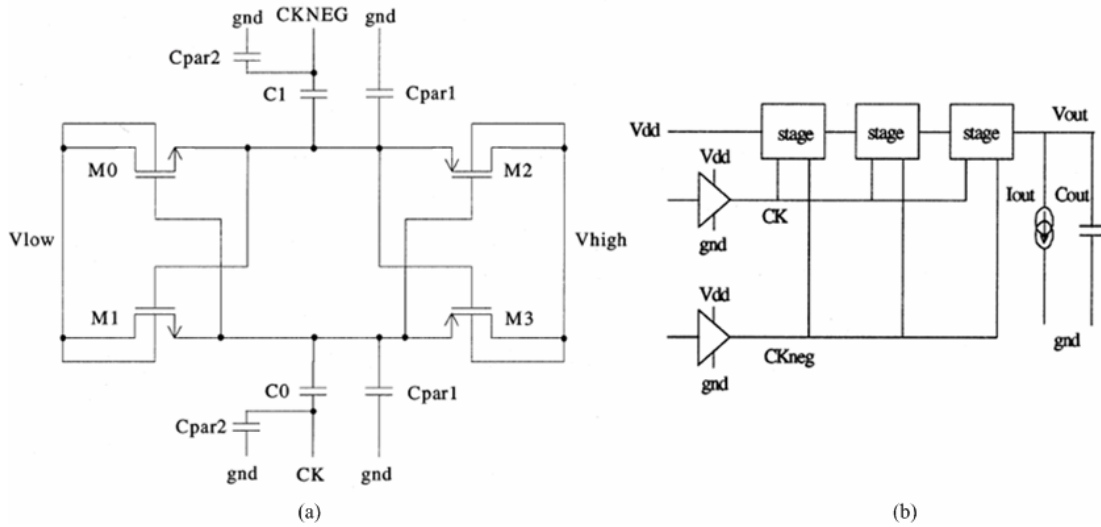 gnd CKNEG gnd
Cpar2
C1 Cpar1
M0 M2
Vlow Vhigh
M1 M3
C0 Cpar1
Cpar2
gnd CK gnd
(a)
Vdd stage stage stage Vout
Vdd
CK
gnd
Iout Cout
Vdd
CKneg
gnd
gnd
(b)